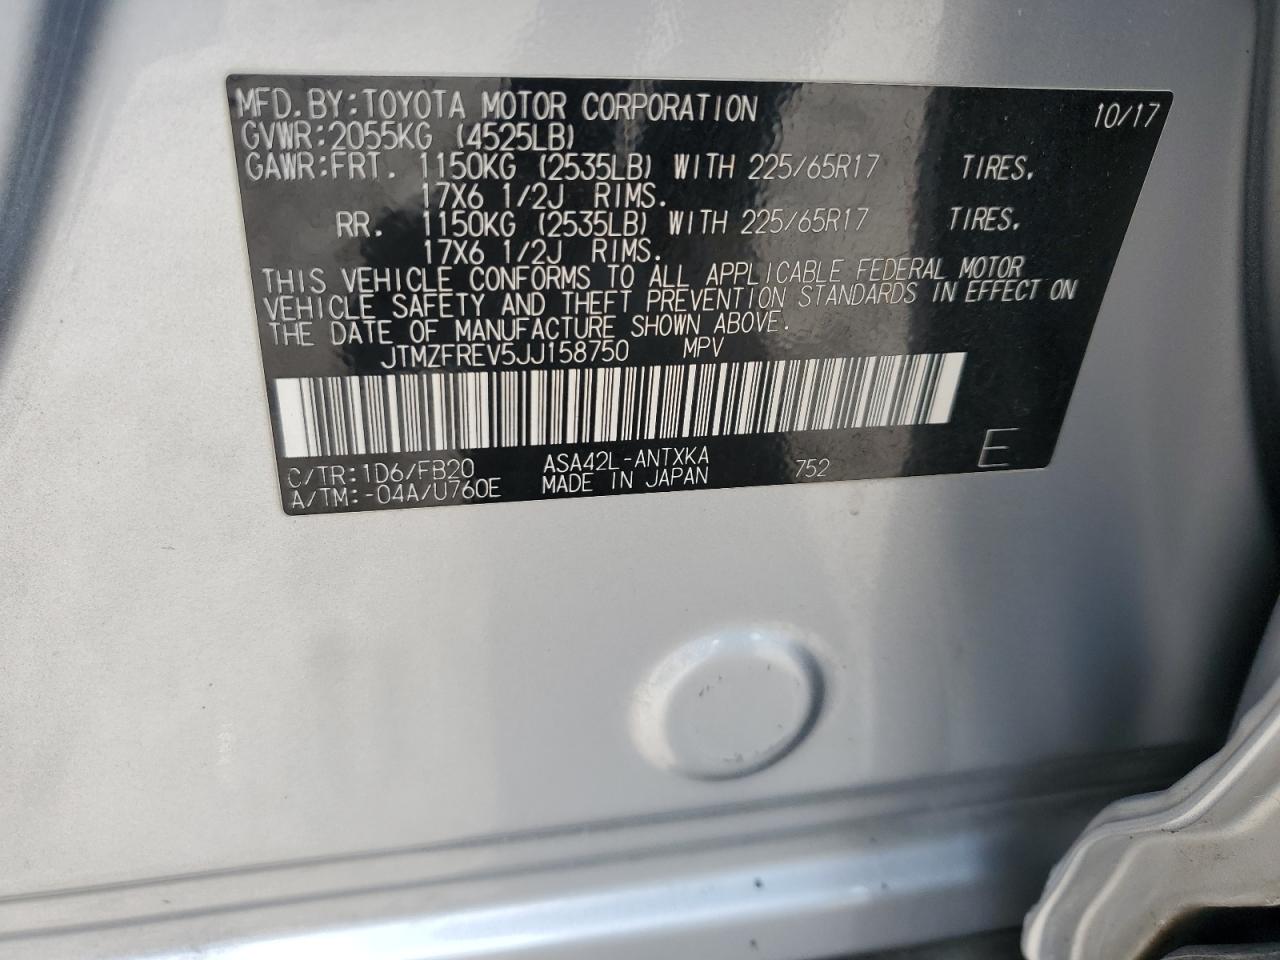 MFD.BY:TOYOTA MOTOR CORPORATION 10/17
GVWR:2055KG (4525LB)
GAWR:FRT. 1150KG (2535LB) WITH 225/65R17 TIRES.
17X6 1/2J RIMS.
RR. 1150KG (2535LB) WITH 225/65R17 TIRES.
17X6 1/2J RIMS.
THIS VEHICLE CONFORMS TO ALL APPLICABLE FEDERAL MOTOR
VEHICLE SAFETY AND THEFT PREVENTION STANDARDS IN EFFECT ON
THE DATE OF MANUFACTURE SHOWN ABOVE.
JTMZFREV5JJ158750 MPV
C/TR:1D6/FB20 ASA42L-ANTXKA 752 E
A/TM:-04A/U760E MADE IN JAPAN